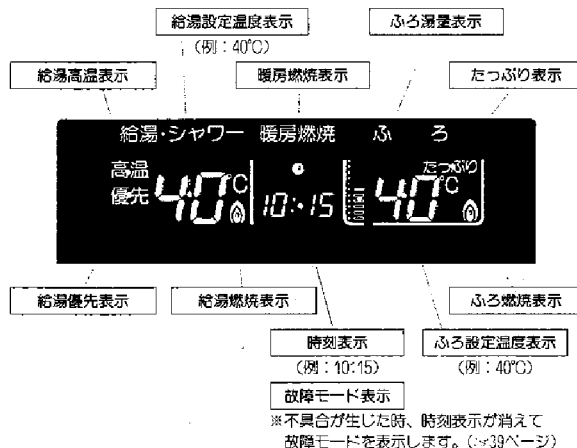 給湯設定温度表示
(例:40℃)
ふろ湯量表示
給湯高温表示
暖房燃焼表示
たっぷり表示
給湯・シャワー 暖房燃焼 ふろ
高温
優先
40℃
10:15
たっぷり
40℃
給湯優先表示
給湯燃焼表示
ふろ燃焼表示
時刻表示
(例:10:15)
ふろ設定温度表示
(例:40℃)
故障モード表示
※不具合が生じた時、時刻表示が消えて
故障モードを表示します。(☞39ページ)